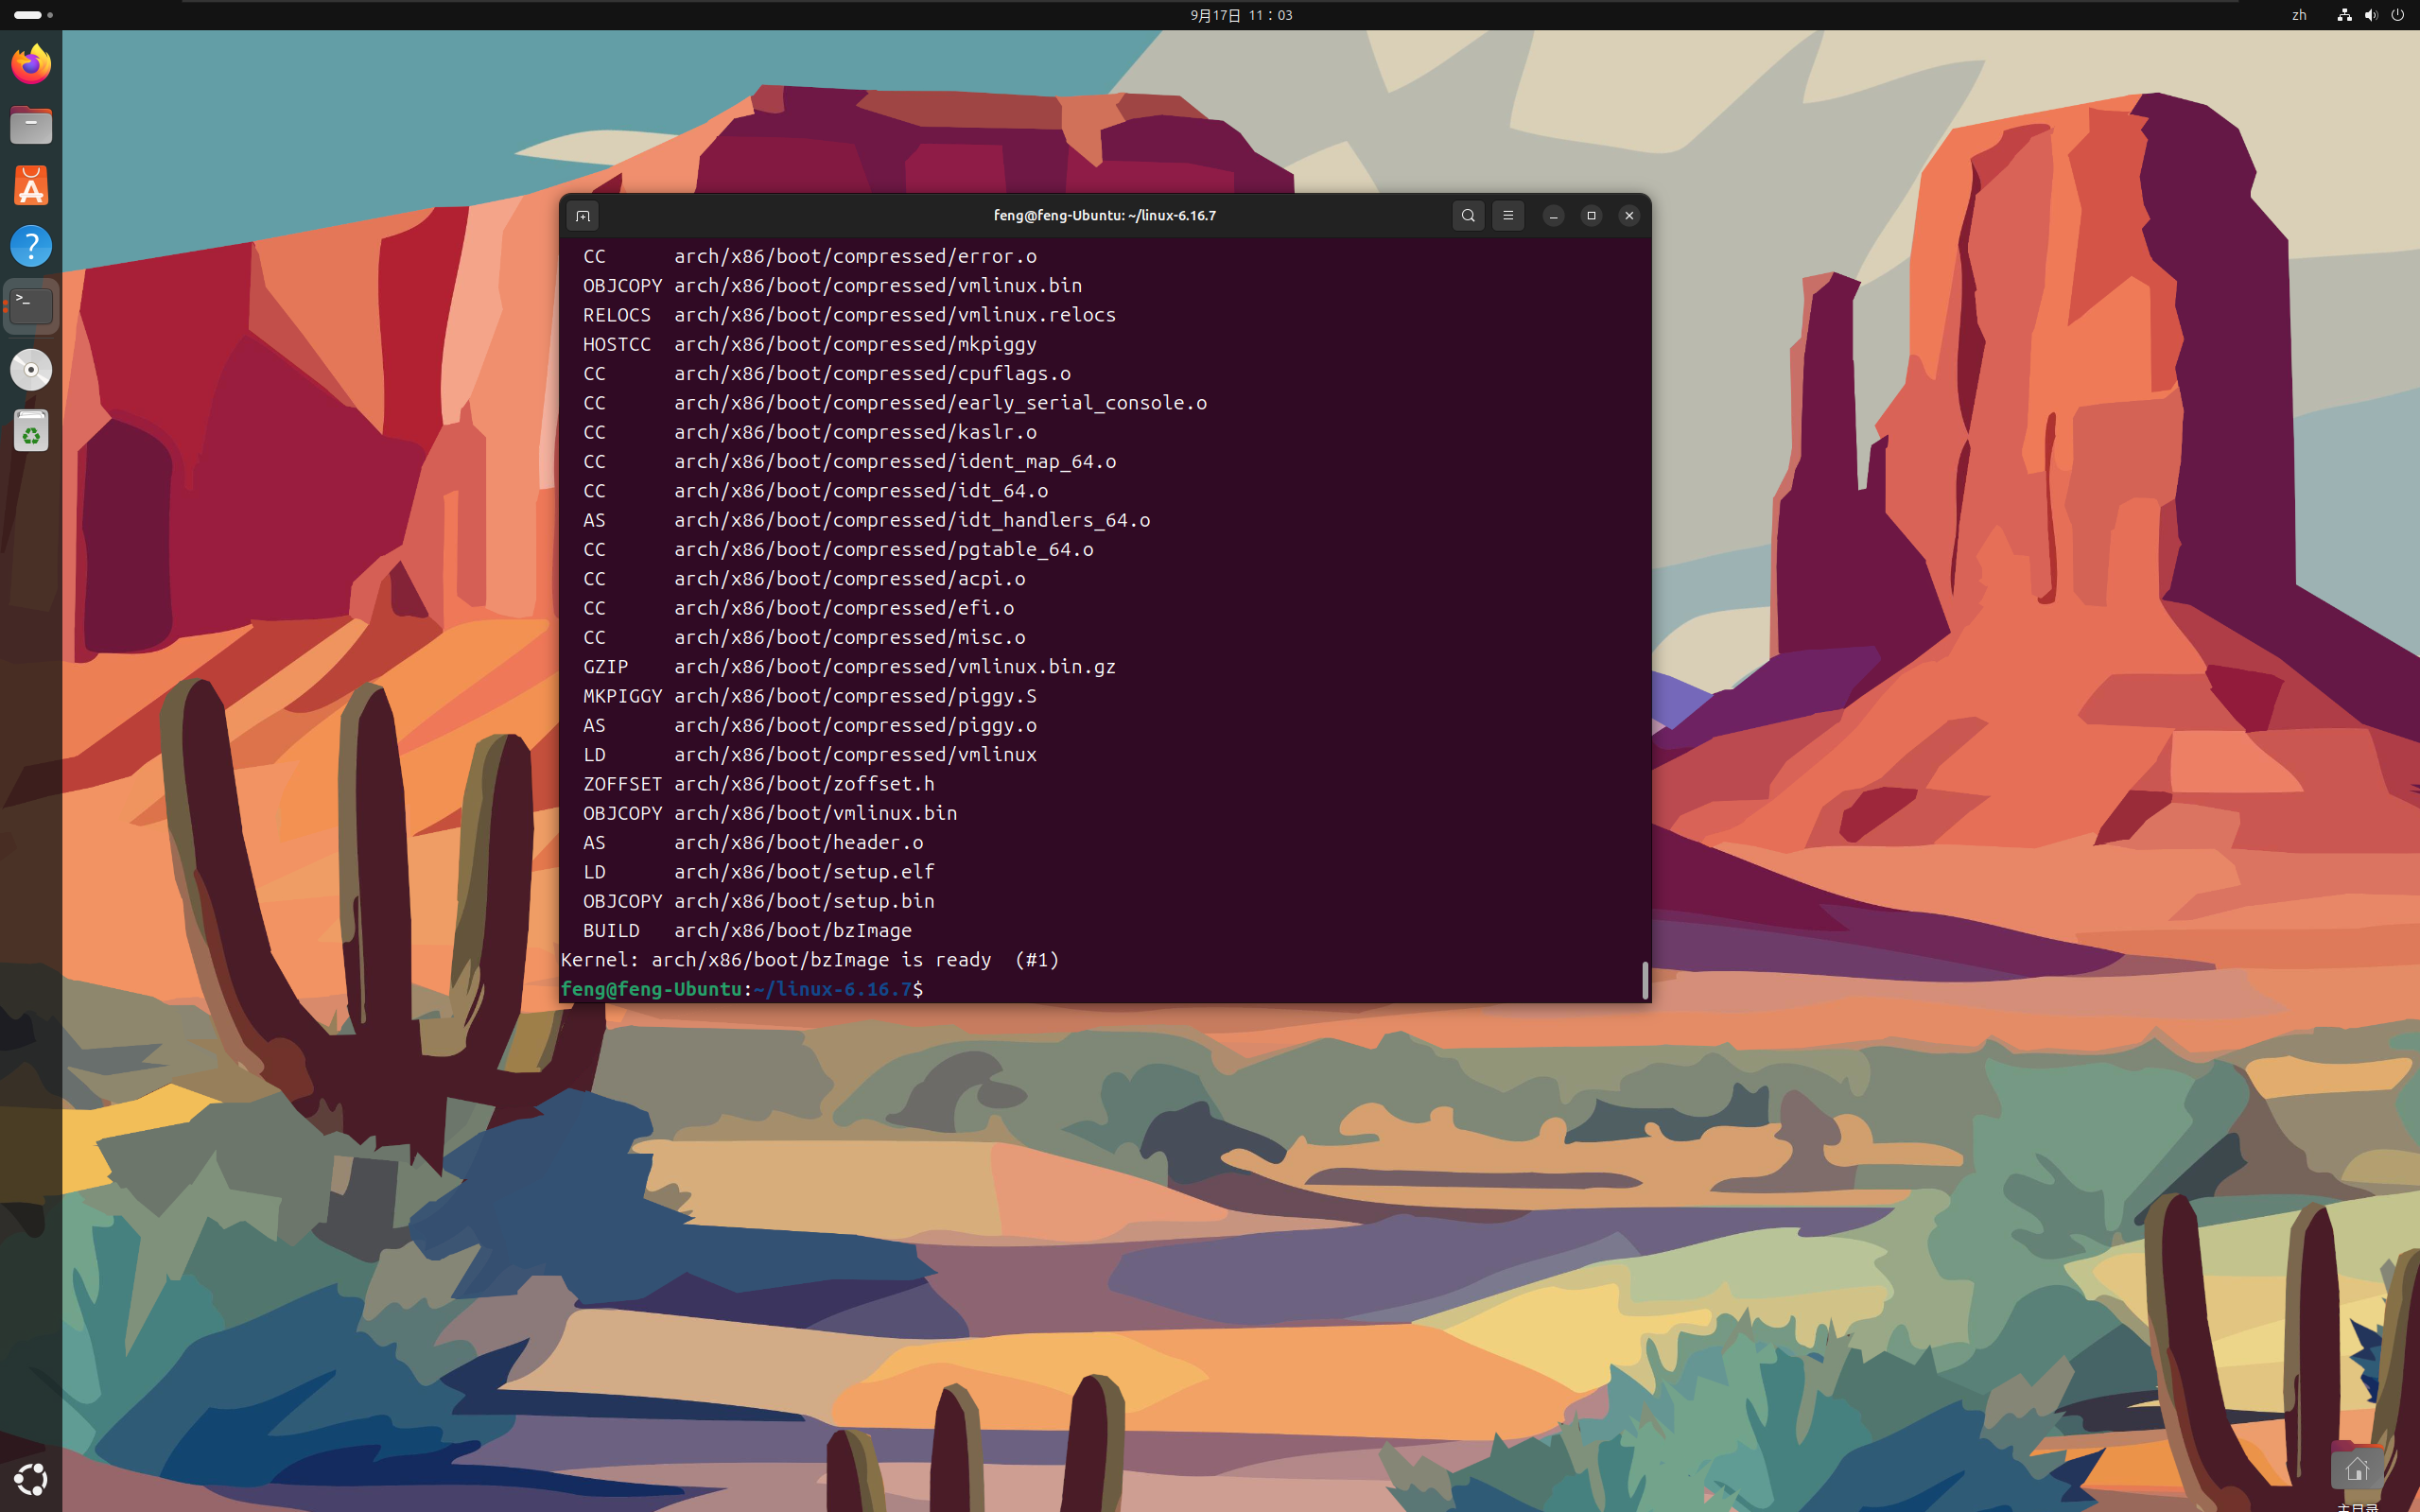 9月17日 11：03
zh
feng@feng-Ubuntu: ~/linux-6.16.7
CC      arch/x86/boot/compressed/error.o
OBJCOPY arch/x86/boot/compressed/vmlinux.bin
RELOCS  arch/x86/boot/compressed/vmlinux.relocs
HOSTCC  arch/x86/boot/compressed/mkpiggy
CC      arch/x86/boot/compressed/cpuflags.o
CC      arch/x86/boot/compressed/early_serial_console.o
CC      arch/x86/boot/compressed/kaslr.o
CC      arch/x86/boot/compressed/ident_map_64.o
CC      arch/x86/boot/compressed/idt_64.o
AS      arch/x86/boot/compressed/idt_handlers_64.o
CC      arch/x86/boot/compressed/pgtable_64.o
CC      arch/x86/boot/compressed/acpi.o
CC      arch/x86/boot/compressed/efi.o
CC      arch/x86/boot/compressed/misc.o
GZIP    arch/x86/boot/compressed/vmlinux.bin.gz
MKPIGGY arch/x86/boot/compressed/piggy.S
AS      arch/x86/boot/compressed/piggy.o
LD      arch/x86/boot/compressed/vmlinux
ZOFFSET arch/x86/boot/zoffset.h
OBJCOPY arch/x86/boot/vmlinux.bin
AS      arch/x86/boot/header.o
LD      arch/x86/boot/setup.elf
OBJCOPY arch/x86/boot/setup.bin
BUILD   arch/x86/boot/bzImage
Kernel: arch/x86/boot/bzImage is ready  (#1)
feng@feng-Ubuntu:~/linux-6.16.7$
主目录